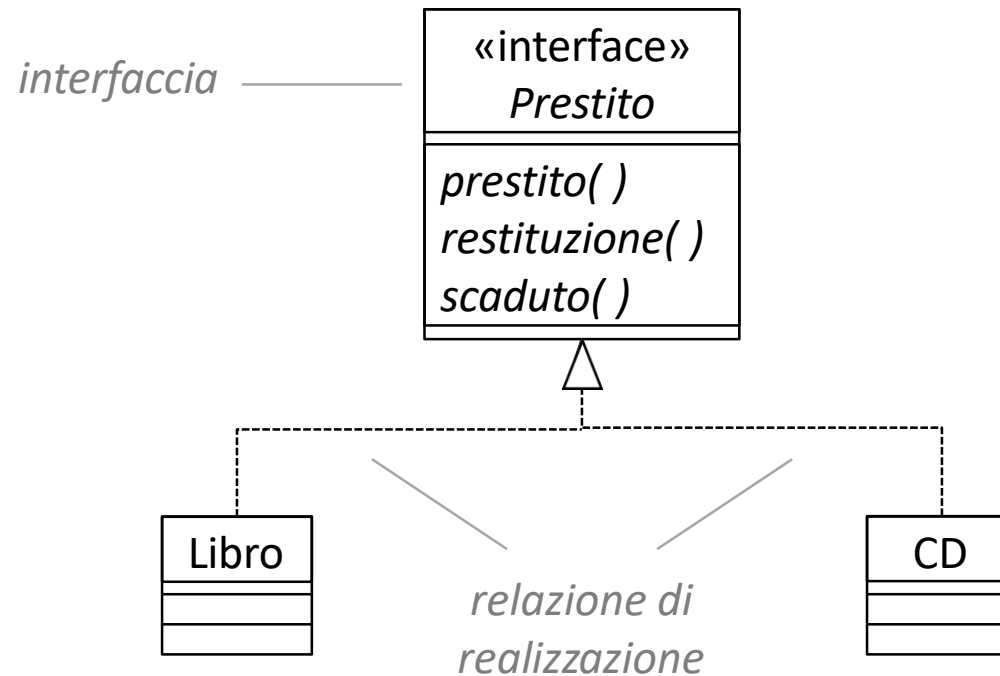 interfaccia
«interface»
Prestito
prestito( )
restituzione( )
scaduto( )
Libro
CD
relazione di
realizzazione